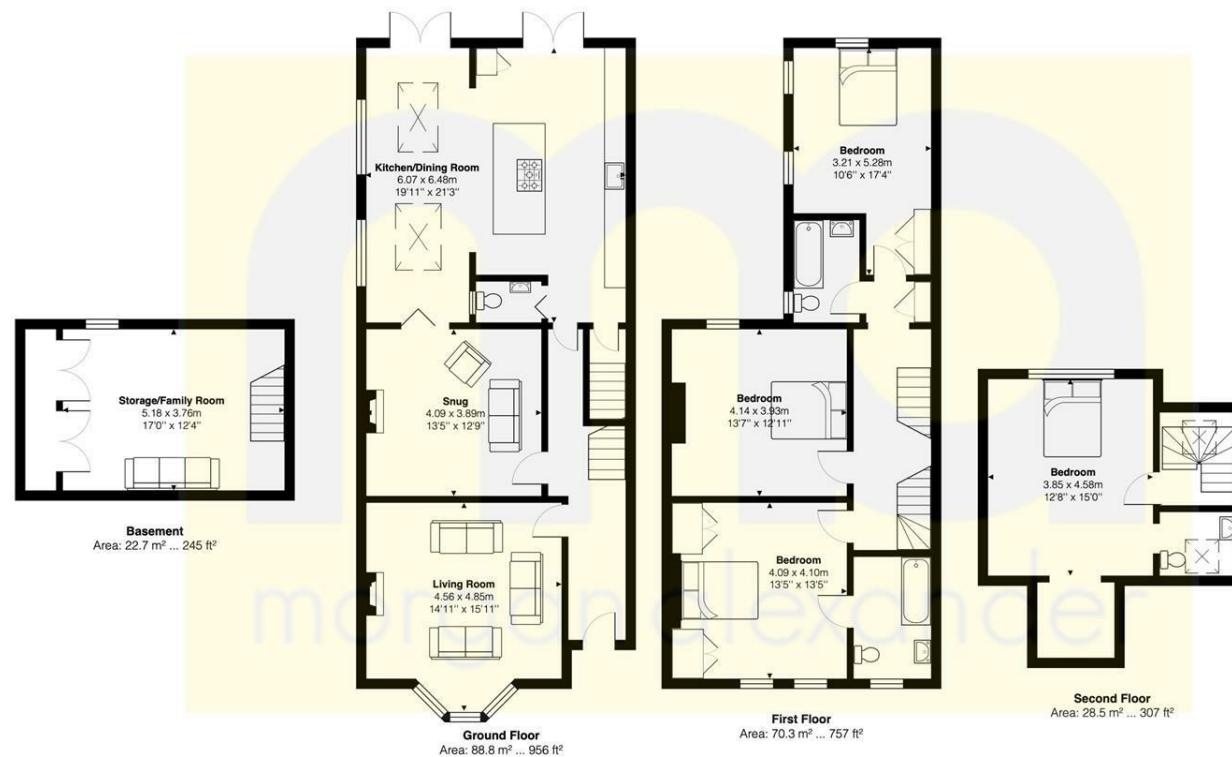 Kitchen/Dining Room
6.07 x 6.48m
19'11" x 21'3"
Snug
4.09 x 3.89m
13'5" x 12'9"
Living Room
4.56 x 4.85m
14'11" x 15'11"
Ground Floor
Area: 88.8 m² ... 956 ft²
Storage/Family Room
5.18 x 3.76m
17'0" x 12'4"
Basement
Area: 22.7 m² ... 245 ft²
Bedroom
3.21 x 5.28m
10'6" x 17'4"
Bedroom
4.14 x 3.93m
13'7" x 12'11"
Bedroom
4.09 x 4.10m
13'5" x 13'5"
First Floor
Area: 70.3 m² ... 757 ft²
Bedroom
3.85 x 4.58m
12'8" x 15'0"
Second Floor
Area: 28.5 m² ... 307 ft²
ma
morgan alexander